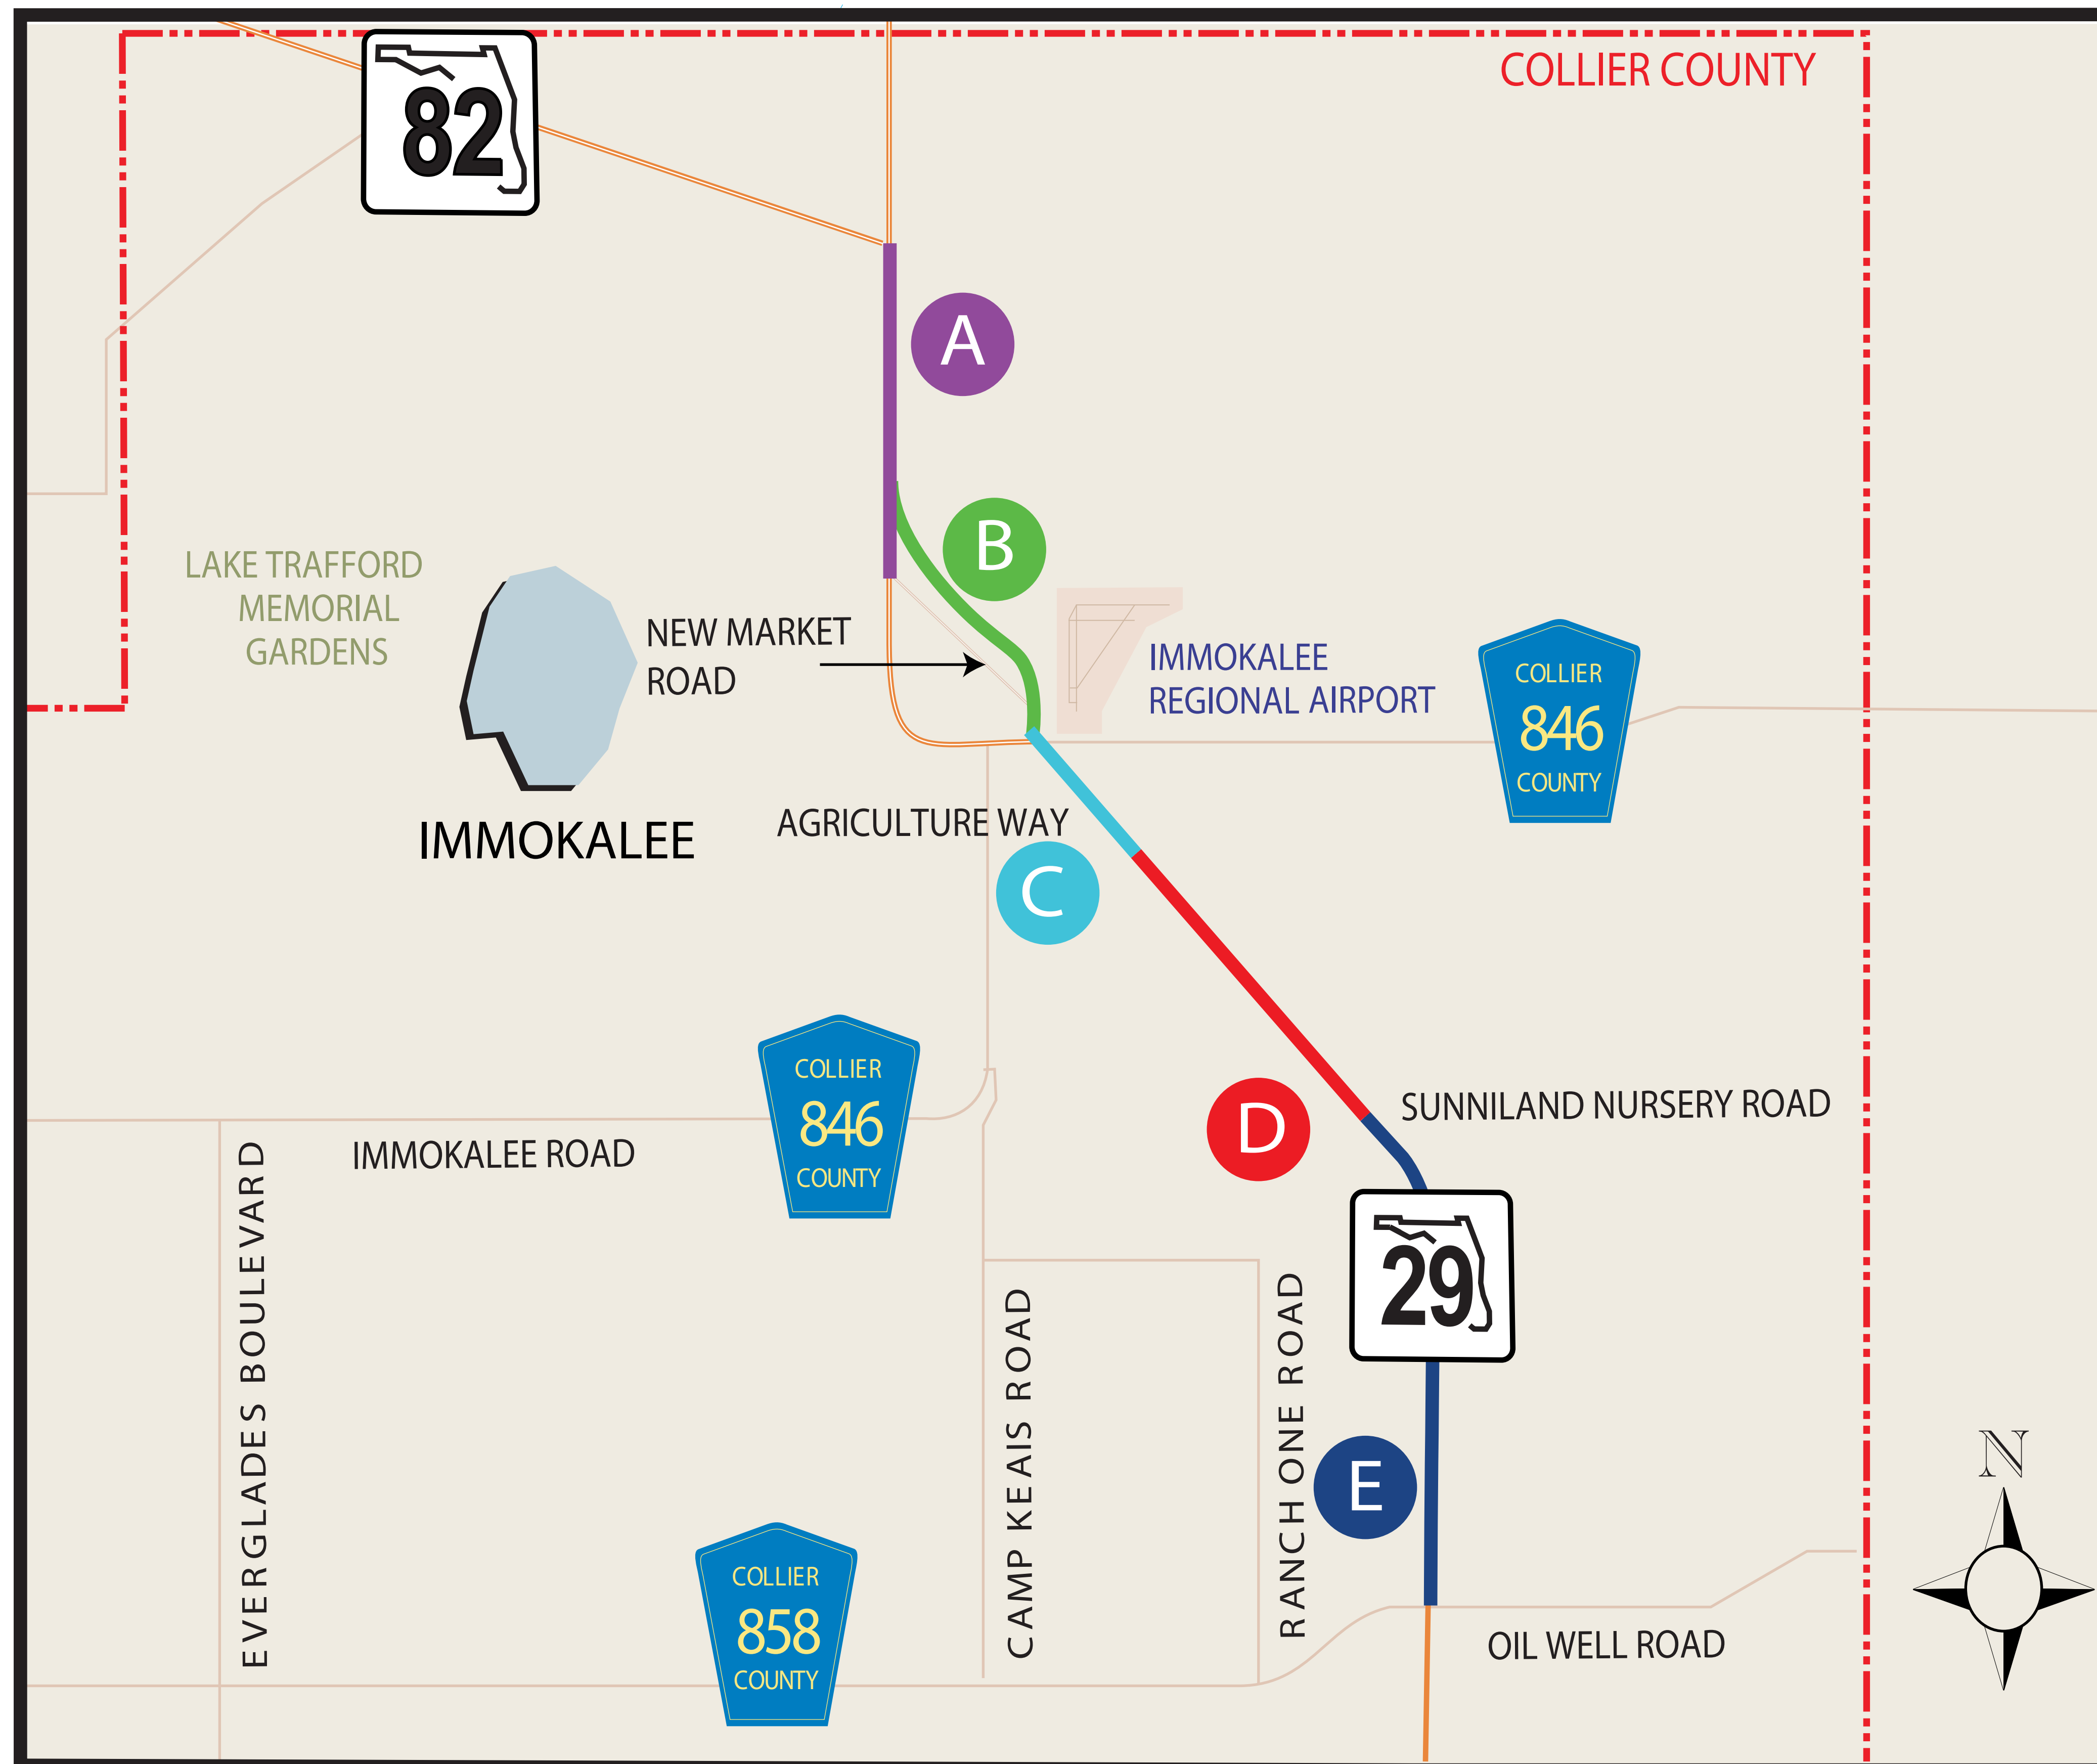 COLLIER COUNTY
82
A
B
LAKE TRAFFORD
MEMORIAL
GARDENS
NEW MARKET
ROAD
IMMOKALEE
REGIONAL AIRPORT
COLLIER
846
COUNTY
IMMOKALEE
AGRICULTURE WAY
C
COLLIER
846
COUNTY
D
SUNNILAND NURSERY ROAD
IMMOKALEE ROAD
EVERGLADES BOULEVARD
CAMP KEAIS ROAD
RANCH ONE ROAD
29
E
N
COLLIER
858
COUNTY
OIL WELL ROAD